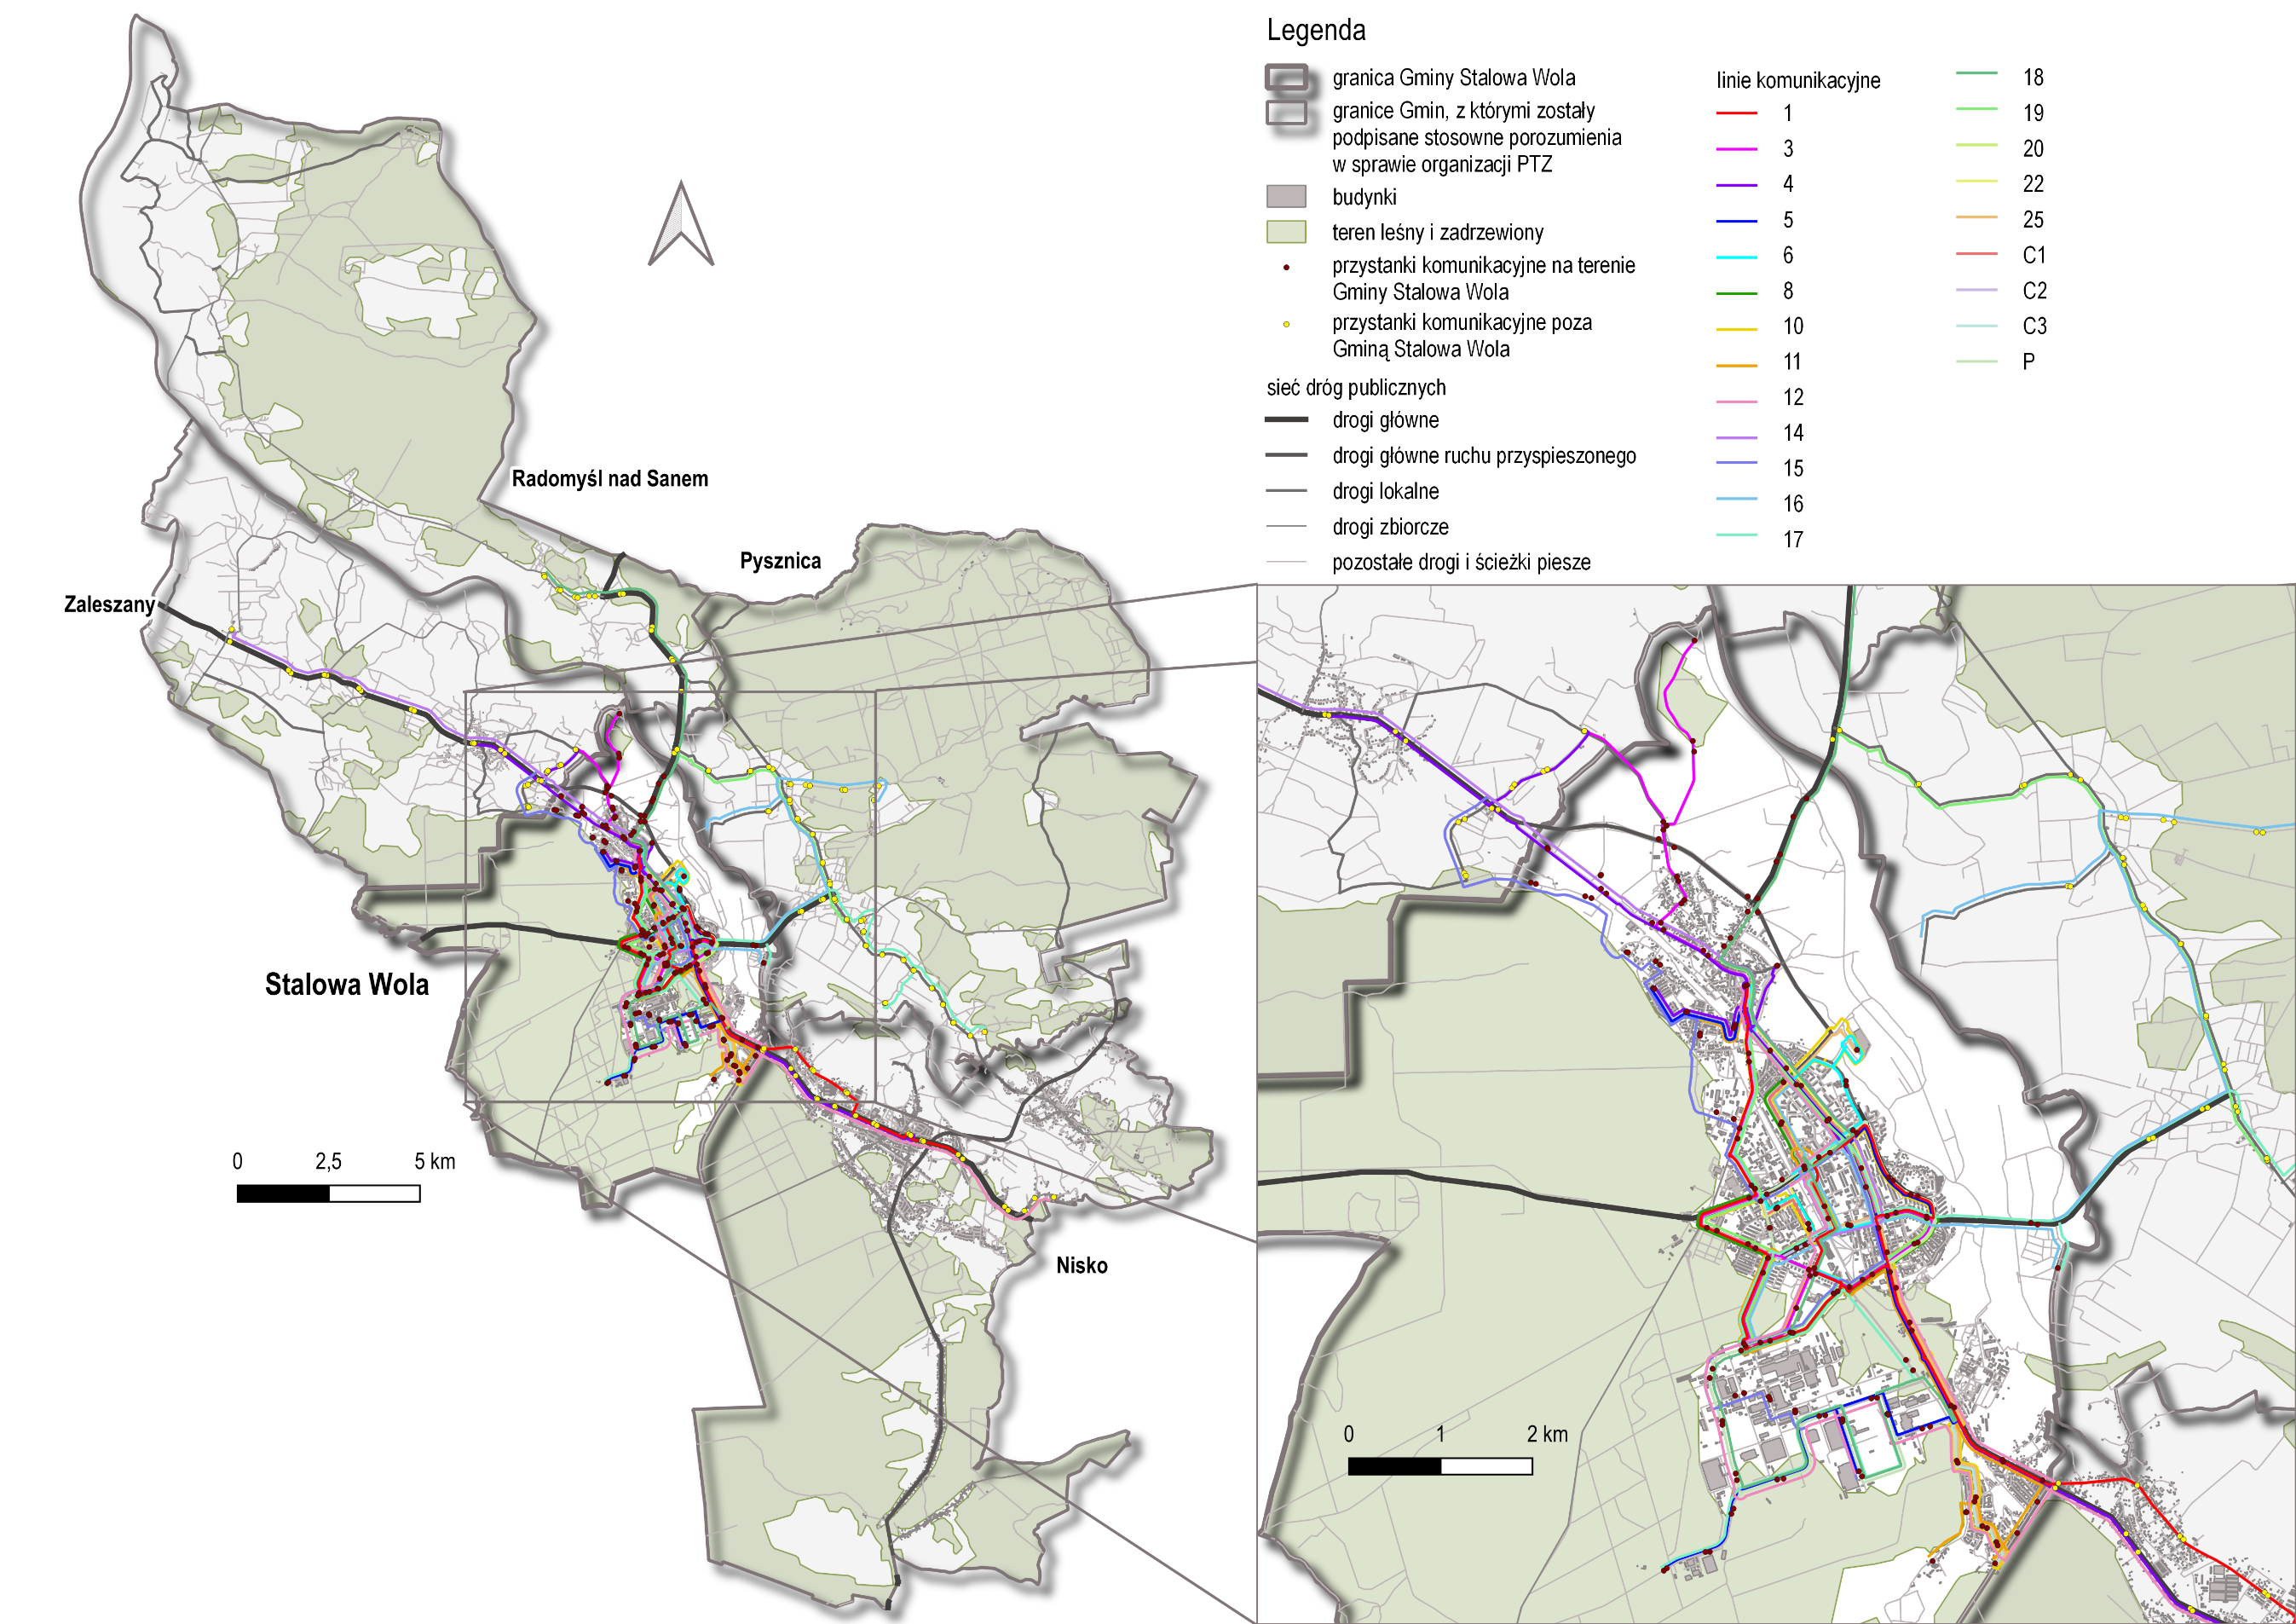 Legenda
granica Gminy Stalowa Wola
granice Gmin, z którymi zostały
podpisane stosowne porozumienia
w sprawie organizacji PTZ
budynki
teren leśny i zadrzewiony
przystanki komunikacyjne na terenie
Gminy Stalowa Wola
przystanki komunikacyjne poza
Gminą Stalowa Wola
sieć dróg publicznych
drogi główne
drogi główne ruchu przyspieszonego
drogi lokalne
drogi zbiorcze
pozostałe drogi i ścieżki piesze
linie komunikacyjne
1
3
4
5
6
8
10
11
12
14
15
16
17
18
19
20
22
25
C1
C2
C3
P
Radomyśl nad Sanem
Pysznica
Zaleszany
Stalowa Wola
Nisko
0 2,5 5 km
0 1 2 km